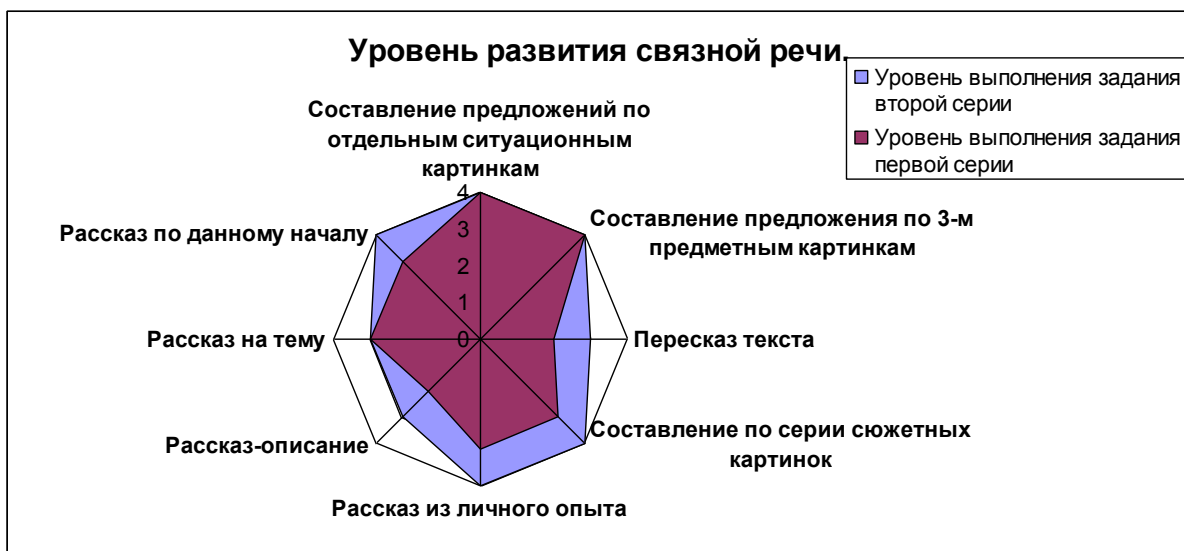 Уровень развития связной речи.
Уровень выполнения задания
второй серии
Уровень выполнения задания
первой серии
Составление предложений по
отдельным ситуационным
картинкам
4
3
2
1
0
Составление предложения по 3-м
предметным картинкам
Пересказ текста
Составление по серии сюжетных
картинок
Рассказ из личного опыта
Рассказ-описание
Рассказ на тему
Рассказ по данному началу